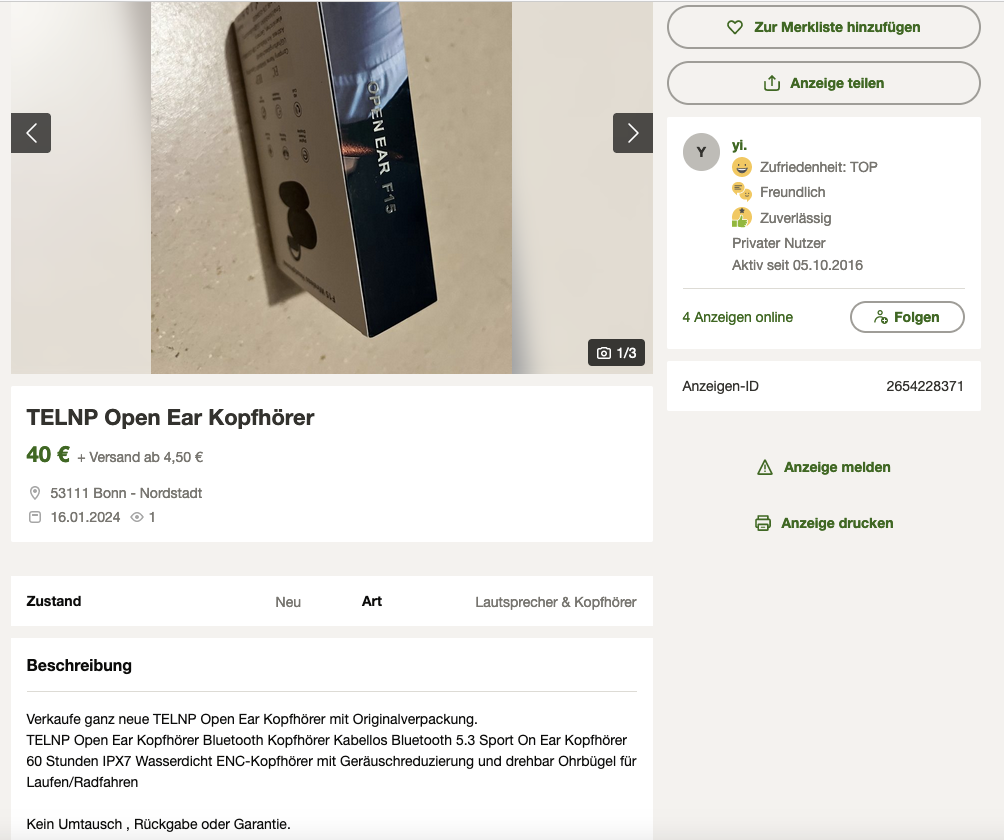 OPEN EAR F15
1/3
Zur Merkliste hinzufügen
Anzeige teilen
Y
yi.
Zufriedenheit: TOP
Freundlich
Zuverlässig
Privater Nutzer
Aktiv seit 05.10.2016
4 Anzeigen online
Folgen
Anzeigen-ID 2654228371
Anzeige melden
Anzeige drucken
TELNP Open Ear Kopfhörer
40 € + Versand ab 4,50 €
53111 Bonn - Nordstadt
16.01.2024 1
Zustand Neu Art Lautsprecher & Kopfhörer
Beschreibung
Verkaufe ganz neue TELNP Open Ear Kopfhörer mit Originalverpackung.
TELNP Open Ear Kopfhörer Bluetooth Kopfhörer Kabellos Bluetooth 5.3 Sport On Ear Kopfhörer
60 Stunden IPX7 Wasserdicht ENC-Kopfhörer mit Geräuschreduzierung und drehbar Ohrbügel für
Laufen/Radfahren
Kein Umtausch , Rückgabe oder Garantie.